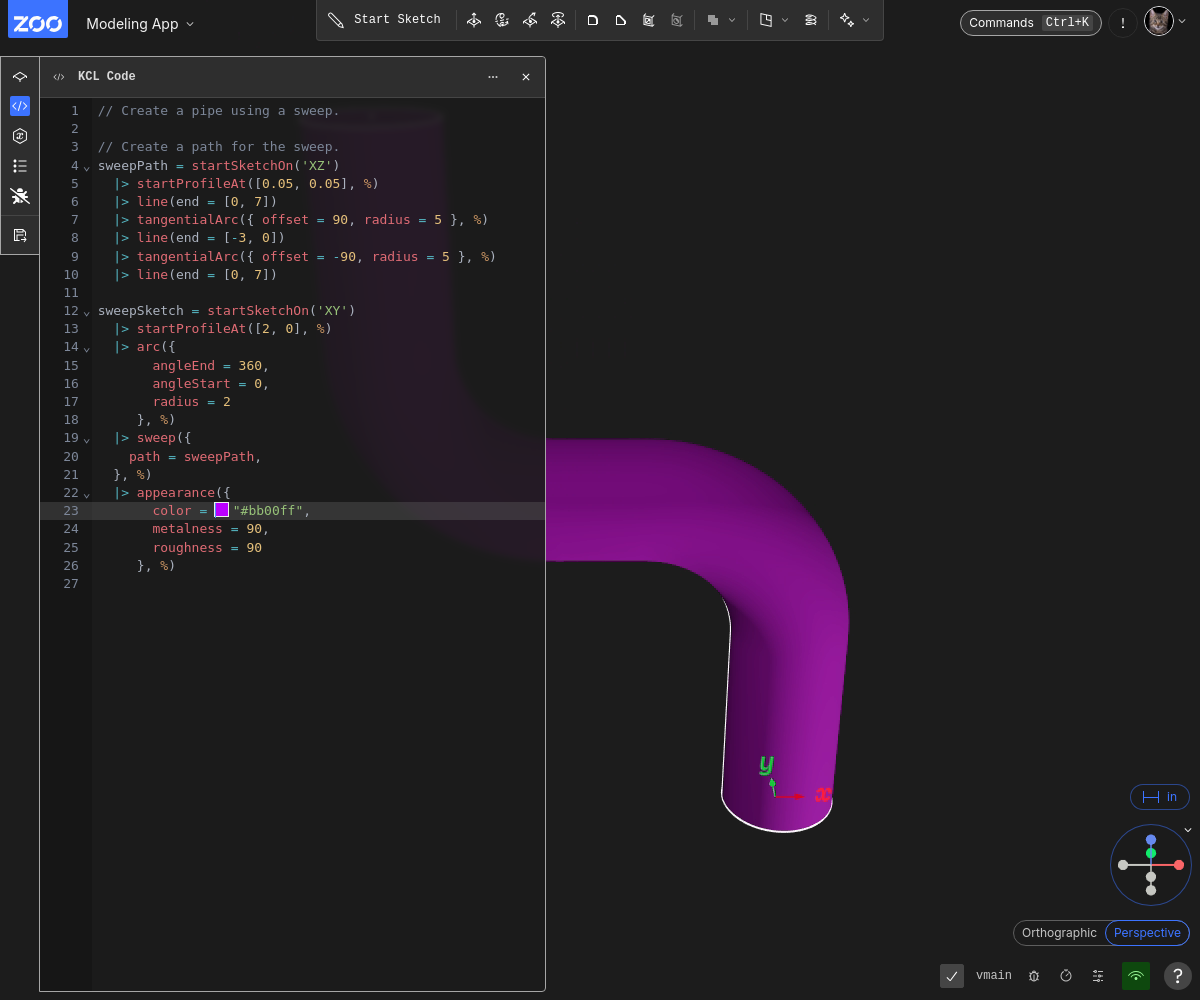 ZOO Modeling App Start Sketch Commands Ctrl+K !
KCL Code
1 // Create a pipe using a sweep.
2
3 // Create a path for the sweep.
4 sweepPath = startSketchOn('XZ')
5 |> startProfileAt([0.05, 0.05], %)
6 |> line(end = [0, 7])
7 |> tangentialArc({ offset = 90, radius = 5 }, %)
8 |> line(end = [-3, 0])
9 |> tangentialArc({ offset = -90, radius = 5 }, %)
10 |> line(end = [0, 7])
11
12 sweepSketch = startSketchOn('XY')
13 |> startProfileAt([2, 0], %)
14 |> arc({
15 angleEnd = 360,
16 angleStart = 0,
17 radius = 2
18 }, %)
19 |> sweep({
20 path = sweepPath,
21 }, %)
22 |> appearance({
23 color = "#bb00ff",
24 metalness = 90,
25 roughness = 90
26 }, %)
27
y
x
in
Orthographic Perspective
vmain ?